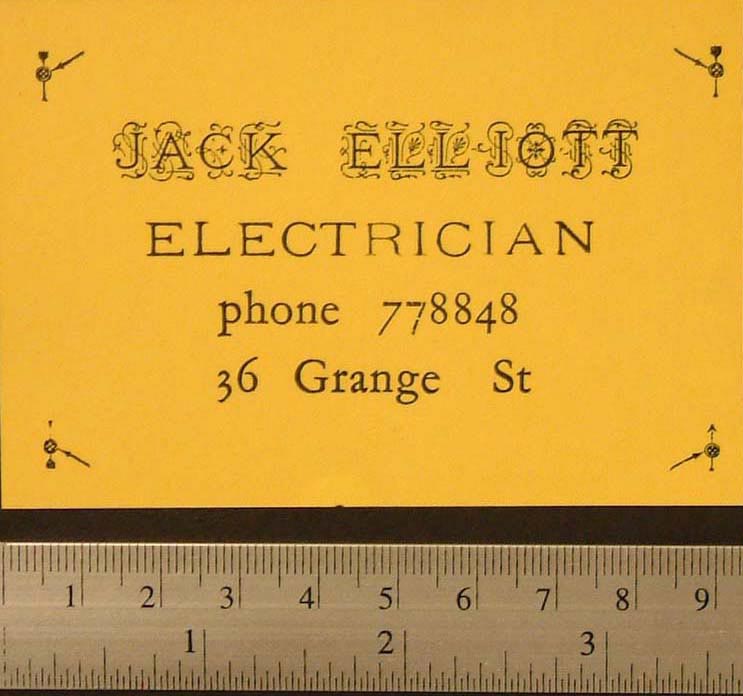 JACK ELLIOTT
ELECTRICIAN
phone 778848
36 Grange St
1 2 3 4 5 6 7 8 9
1 2 3